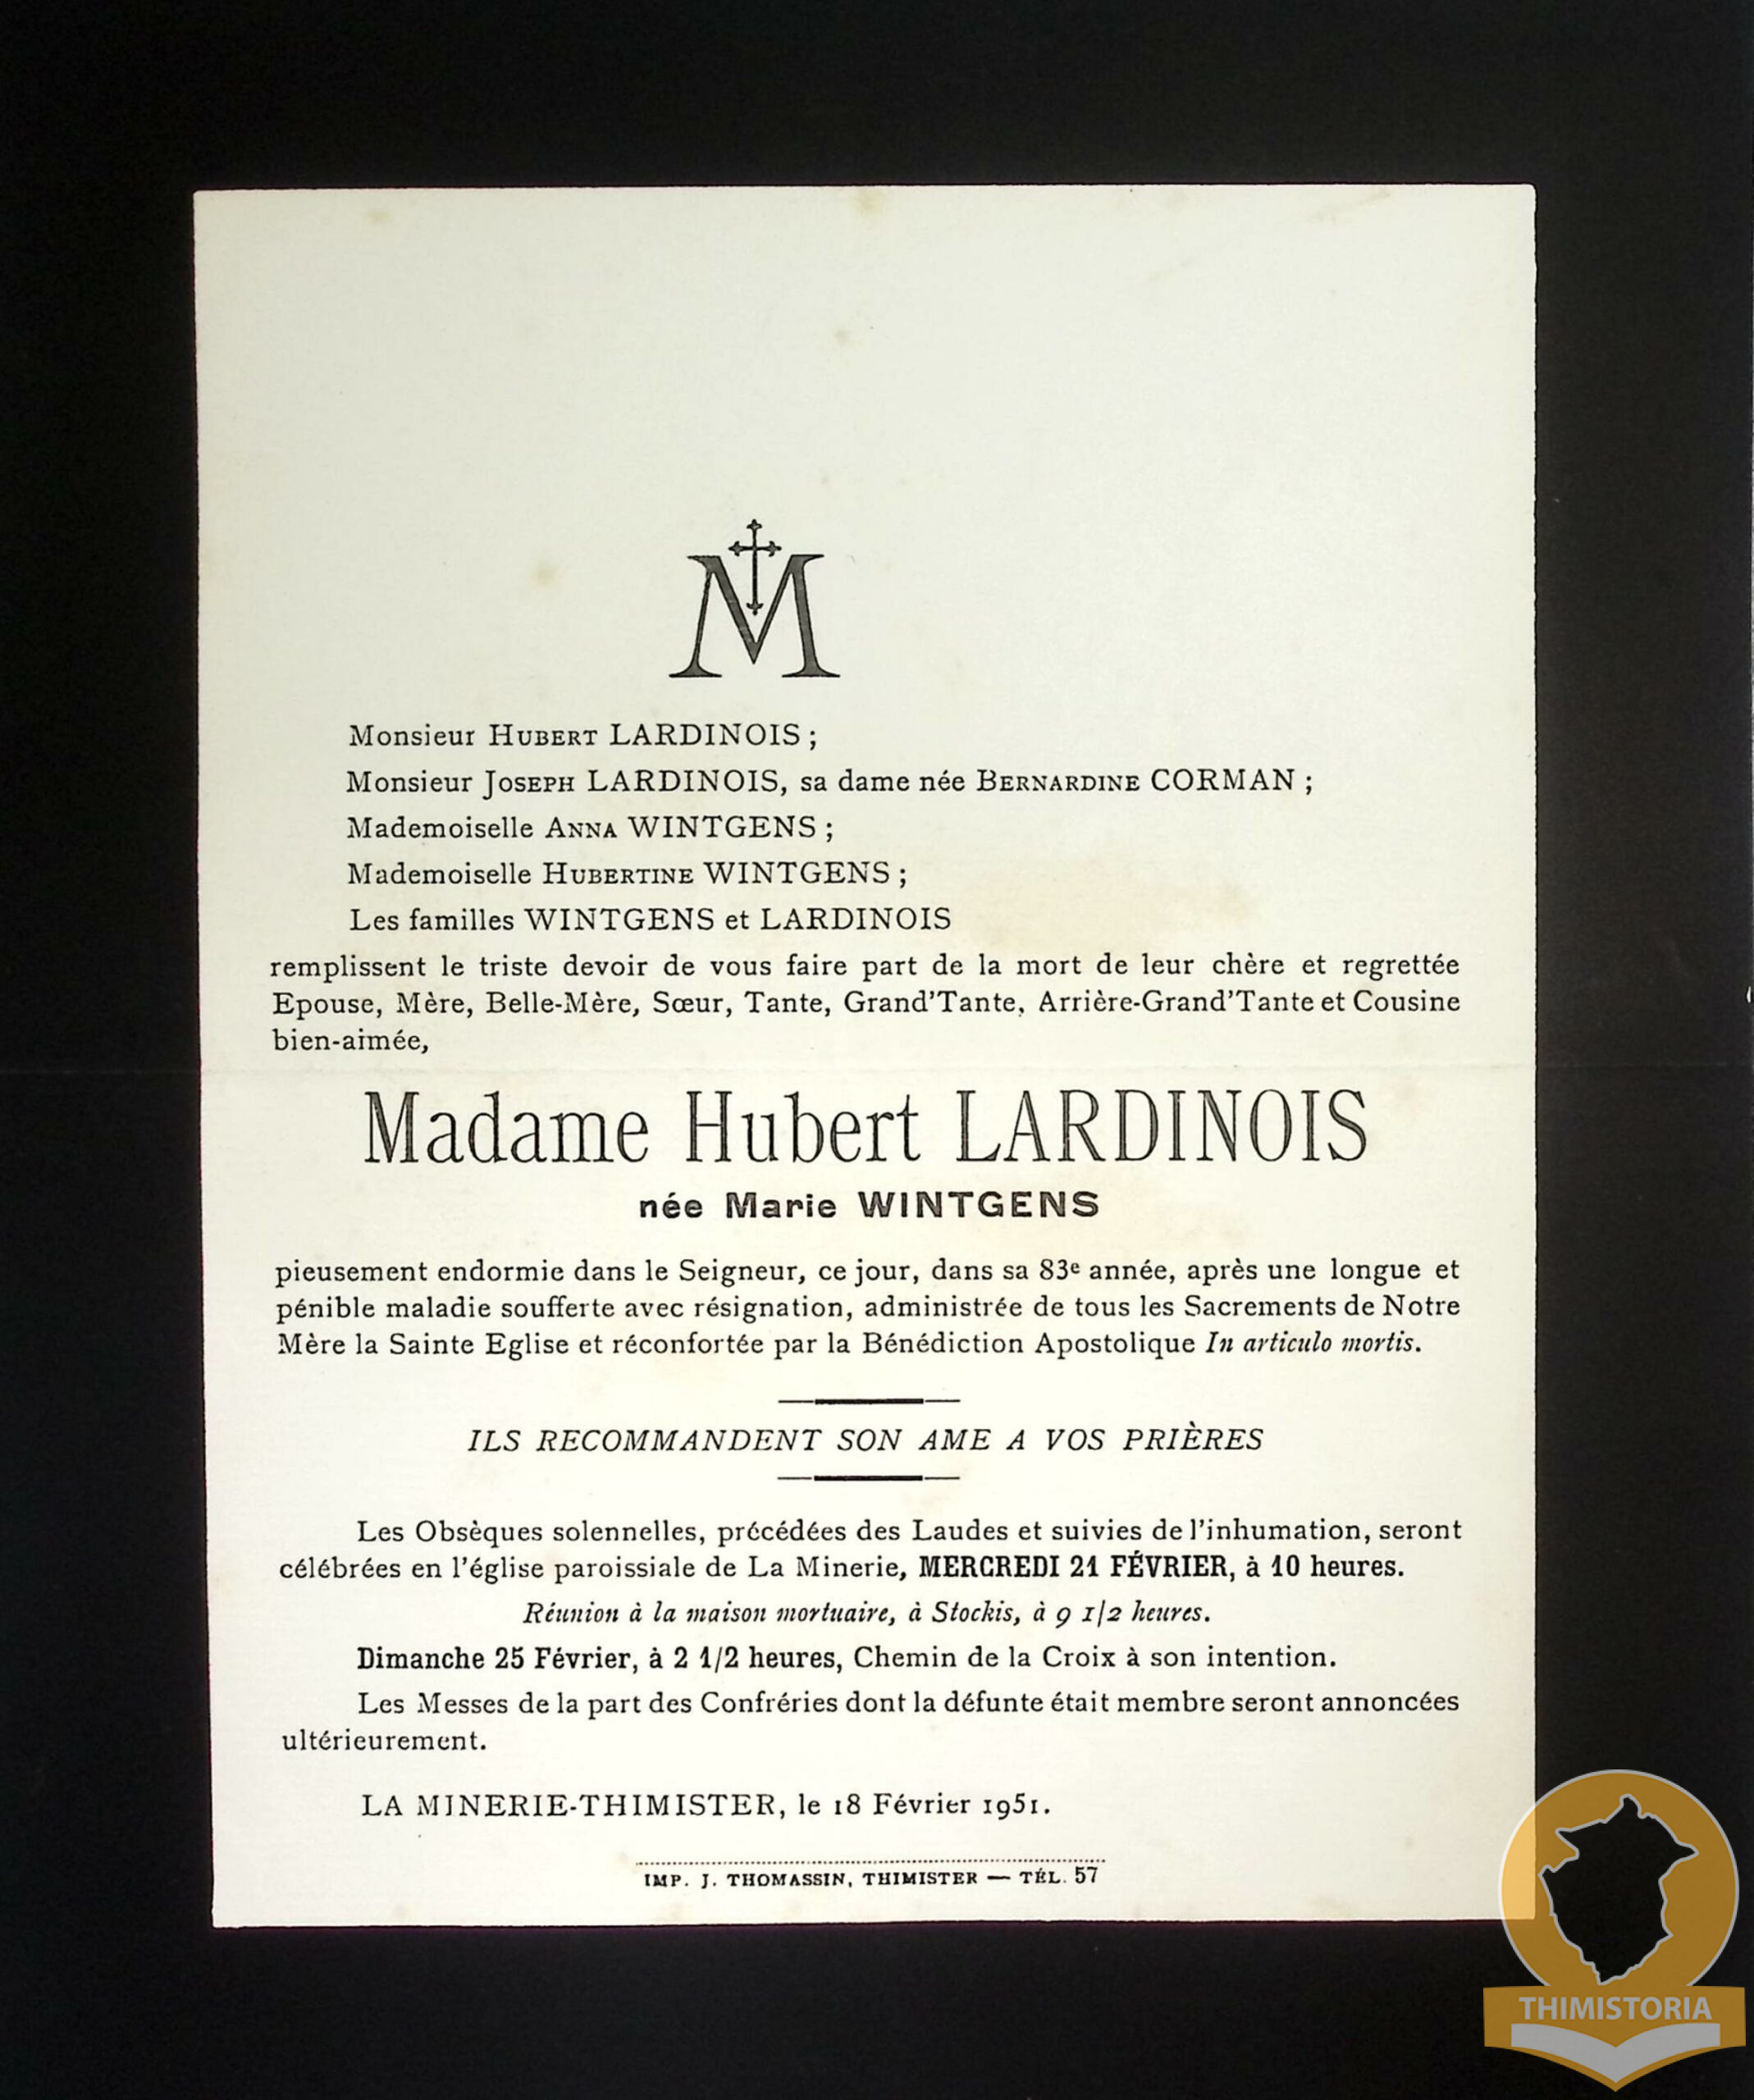 M
Monsieur HUBERT LARDINOIS ;
Monsieur JOSEPH LARDINOIS, sa dame née BERNARDINE CORMAN ;
Mademoiselle ANNA WINTGENS ;
Mademoiselle HUBERTINE WINTGENS ;
Les familles WINTGENS et LARDINOIS
remplissent le triste devoir de vous faire part de la mort de leur chère et regrettée
Epouse, Mère, Belle-Mère, Sœur, Tante, Grand'Tante, Arrière-Grand'Tante et Cousine
bien-aimée,
Madame Hubert LARDINOIS
née Marie WINTGENS
pieusement endormie dans le Seigneur, ce jour, dans sa 83e année, après une longue et
pénible maladie soufferte avec résignation, administrée de tous les Sacrements de Notre
Mère la Sainte Eglise et réconfortée par la Bénédiction Apostolique In articulo mortis.
ILS RECOMMANDENT SON AME A VOS PRIÈRES
Les Obsèques solennelles, précédées des Laudes et suivies de l'inhumation, seront
célébrées en l'église paroissiale de La Minerie, MERCREDI 21 FÉVRIER, à 10 heures.
Réunion à la maison mortuaire, à Stockis, à 9 1/2 heures.
Dimanche 25 Février, à 2 1/2 heures, Chemin de la Croix à son intention.
Les Messes de la part des Confréries dont la défunte était membre seront annoncées
ultérieurement.
LA MINERIE-THIMISTER, le 18 Février 1951.
IMP. J. THOMASSIN, THIMISTER — TÉL. 57
THIMISTORIA